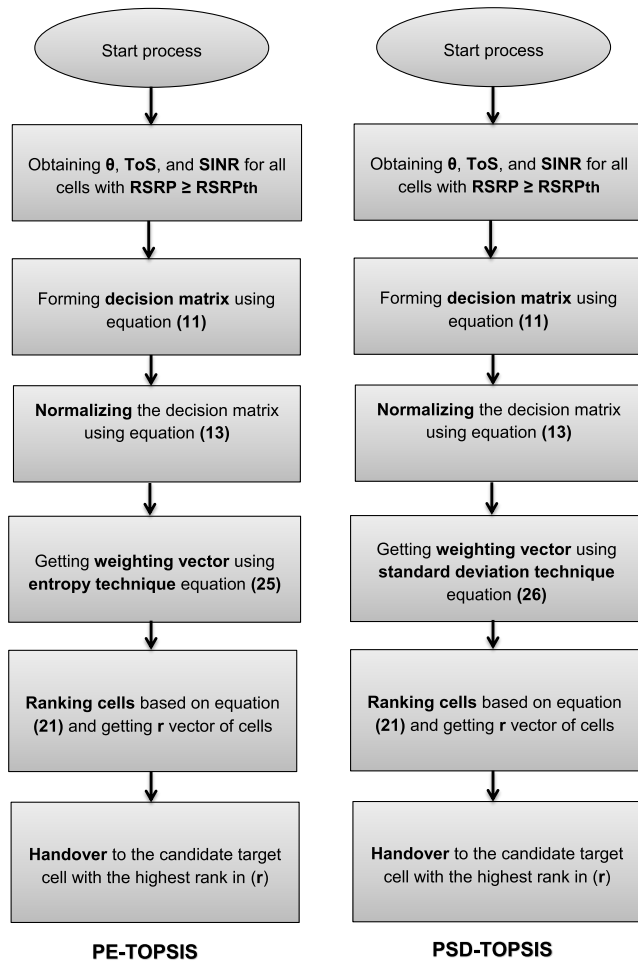 Start process
Obtaining θ, ToS, and SINR for all
cells with RSRP ≥ RSRPth
Forming decision matrix using
equation (11)
Normalizing the decision matrix
using equation (13)
Getting weighting vector using
entropy technique equation (25)
Ranking cells based on equation
(21) and getting r vector of cells
Handover to the candidate target
cell with the highest rank in (r)
PE-TOPSIS
Start process
Obtaining θ, ToS, and SINR for all
cells with RSRP ≥ RSRPth
Forming decision matrix using
equation (11)
Normalizing the decision matrix
using equation (13)
Getting weighting vector using
standard deviation technique
equation (26)
Ranking cells based on equation
(21) and getting r vector of cells
Handover to the candidate target
cell with the highest rank in (r)
PSD-TOPSIS